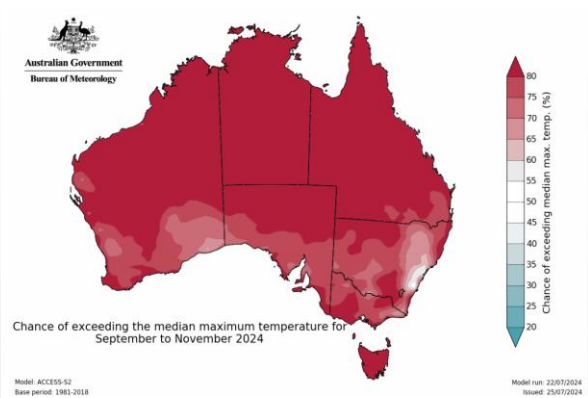 Australian Government
Bureau of Meteorology
80
75
70
65
60
55
50
45
40
35
30
25
20
Chance of exceeding median max. temp. (%)
Chance of exceeding the median maximum temperature for
September to November 2024
Model: ACCESS-S2
Base period: 1981-2018
Model run: 22/07/2024
Issued: 25/07/2024